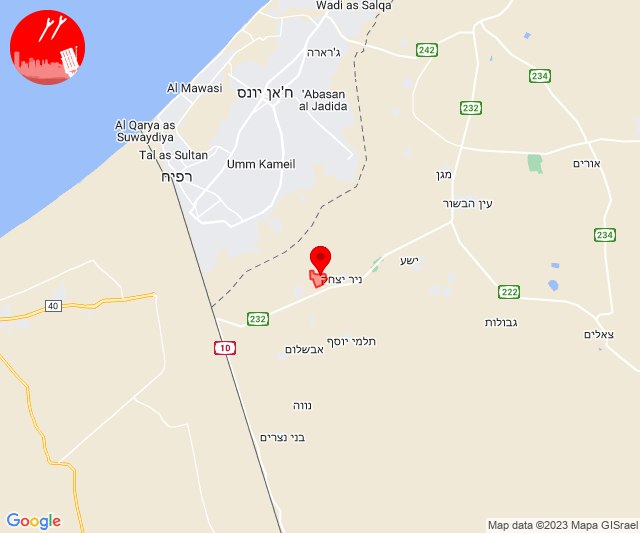 Wadi as Salqa
ג'רארה
242
234
Al Mawasi
ח'אן יונס
'Abasan
al Jadida
232
Al Qarya as
Suwaydiya
Tal as Sultan
Umm Kameil
רפיח
אורים
מגן
עין הבשור
234
ישע
ניר יצחק
222
40
232
גבולות
צאלים
10
תלמי יוסף
אבשלום
נווה
בני נצרים
Google
Map data ©2023 Mapa GISrael